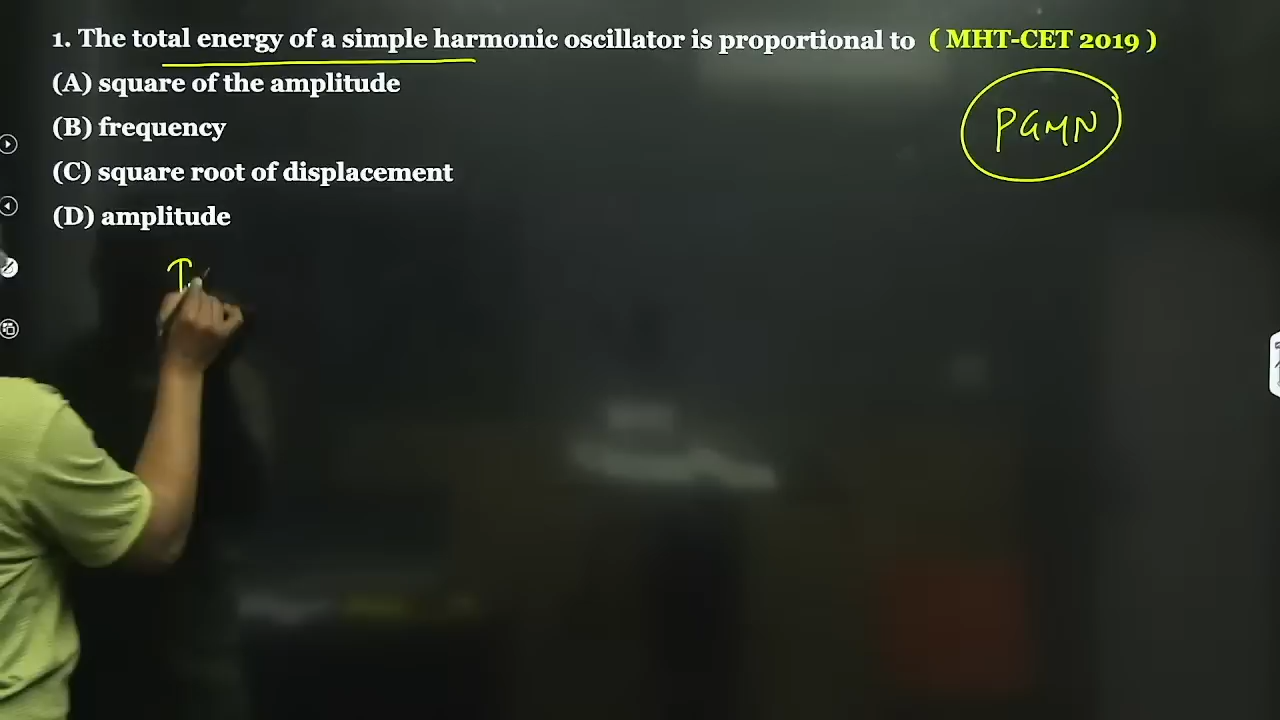 1. The total energy of a simple harmonic oscillator is proportional to ( MHT-CET 2019 )
(A) square of the amplitude
PGMN
(B) frequency
(C) square root of displacement
(D) amplitude
T